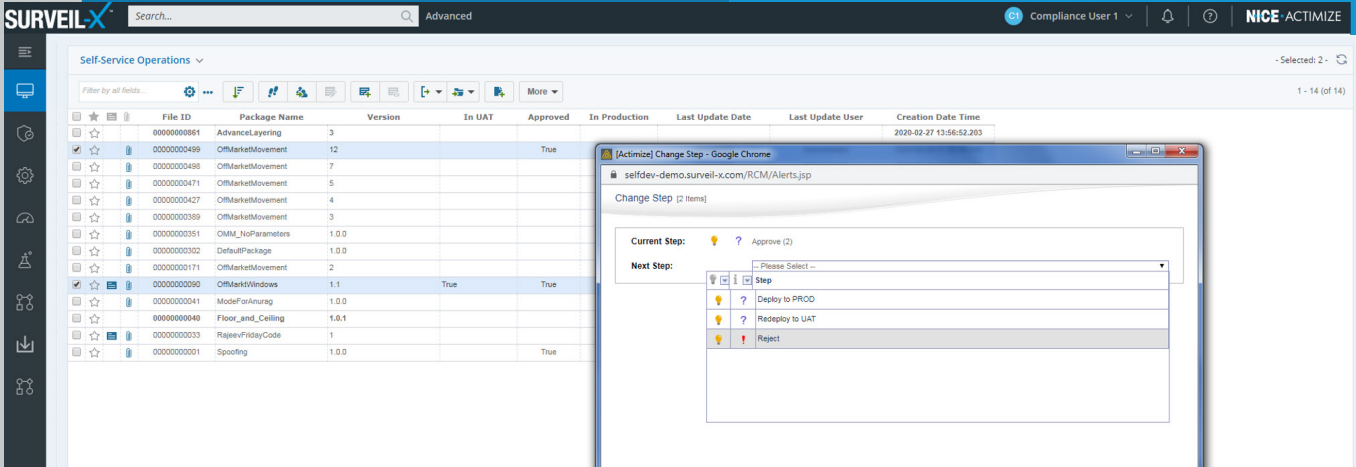 SURVEIL-X Search... Advanced C1 Compliance User 1 NICE·ACTIMIZE
Self-Service Operations - Selected: 2 -
Filter by all fields... More 1 - 14 (of 14)
File ID Package Name Version In UAT Approved In Production Last Update Date Last Update User Creation Date Time
00000000861 AdvanceLayering 3 2020-02-27 13:56:52.203
00000000499 OffMarketMovement 12 True
00000000498 OffMarketMovement 7
00000000471 OffMarketMovement 5
00000000427 OffMarketMovement 4
00000000389 OffMarketMovement 3
00000000351 OMM_NoParameters 1.0.0
00000000302 DefaultPackage 1.0.0
00000000171 OffMarketMovement 2
00000000090 OffMarktWindows 1.1 True True
00000000041 ModeForAnurag 1.0.0
00000000040 Floor_and_Ceiling 1.0.1
00000000033 RajeevFridayCode 1
00000000001 Spoofing 1.0.0 True
[Actimize] Change Step - Google Chrome
selfdev-demo.surveil-x.com/RCM/Alerts.jsp
Change Step [2 Items]
Current Step: ? Approve (2)
Next Step: -- Please Select --
Step
? Deploy to PROD
? Redeploy to UAT
! Reject